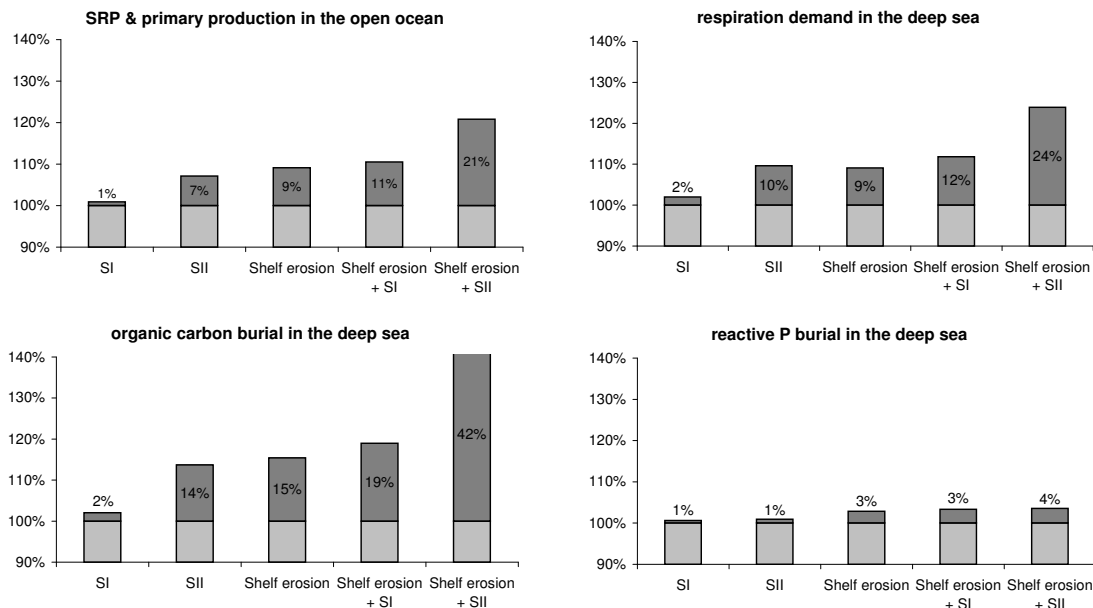 SRP & primary production in the open ocean
140%
130%
120%
110%
100%
90%
1%
7%
9%
11%
21%
SI
SII
Shelf erosion
Shelf erosion
+ SI
Shelf erosion
+ SII
respiration demand in the deep sea
140%
130%
120%
110%
100%
90%
2%
10%
9%
12%
24%
SI
SII
Shelf erosion
Shelf erosion
+ SI
Shelf erosion
+ SII
organic carbon burial in the deep sea
140%
130%
120%
110%
100%
90%
2%
14%
15%
19%
42%
SI
SII
Shelf erosion
Shelf erosion
+ SI
Shelf erosion
+ SII
reactive P burial in the deep sea
140%
130%
120%
110%
100%
90%
1%
1%
3%
3%
4%
SI
SII
Shelf erosion
Shelf erosion
+ SI
Shelf erosion
+ SII